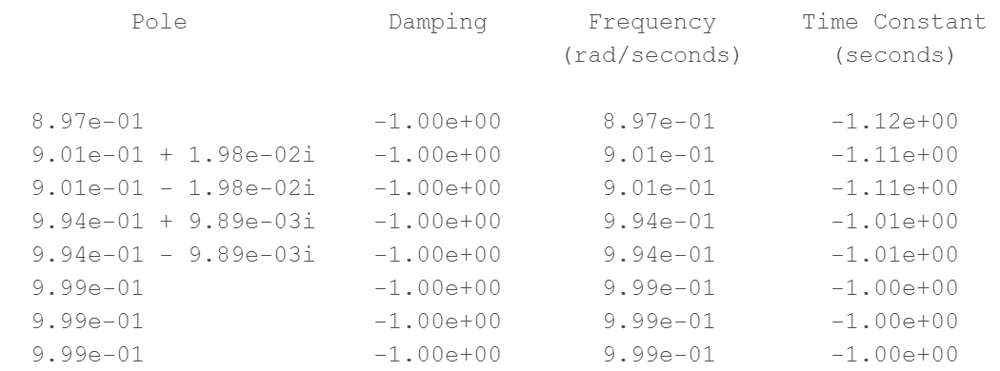 Pole Damping Frequency Time Constant
(rad/seconds) (seconds)
8.97e-01 -1.00e+00 8.97e-01 -1.12e+00
9.01e-01 + 1.98e-02i -1.00e+00 9.01e-01 -1.11e+00
9.01e-01 - 1.98e-02i -1.00e+00 9.01e-01 -1.11e+00
9.94e-01 + 9.89e-03i -1.00e+00 9.94e-01 -1.01e+00
9.94e-01 - 9.89e-03i -1.00e+00 9.94e-01 -1.01e+00
9.99e-01 -1.00e+00 9.99e-01 -1.00e+00
9.99e-01 -1.00e+00 9.99e-01 -1.00e+00
9.99e-01 -1.00e+00 9.99e-01 -1.00e+00